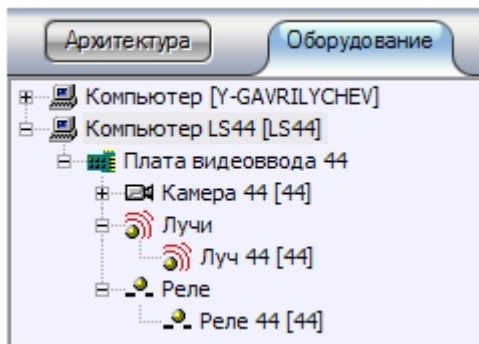 Архитектура Оборудование
Компьютер [Y-GAVRILYCHEV]
Компьютер LS44 [LS44]
Плата видеоввода 44
Камера 44 [44]
Лучи
Луч 44 [44]
Реле
Реле 44 [44]